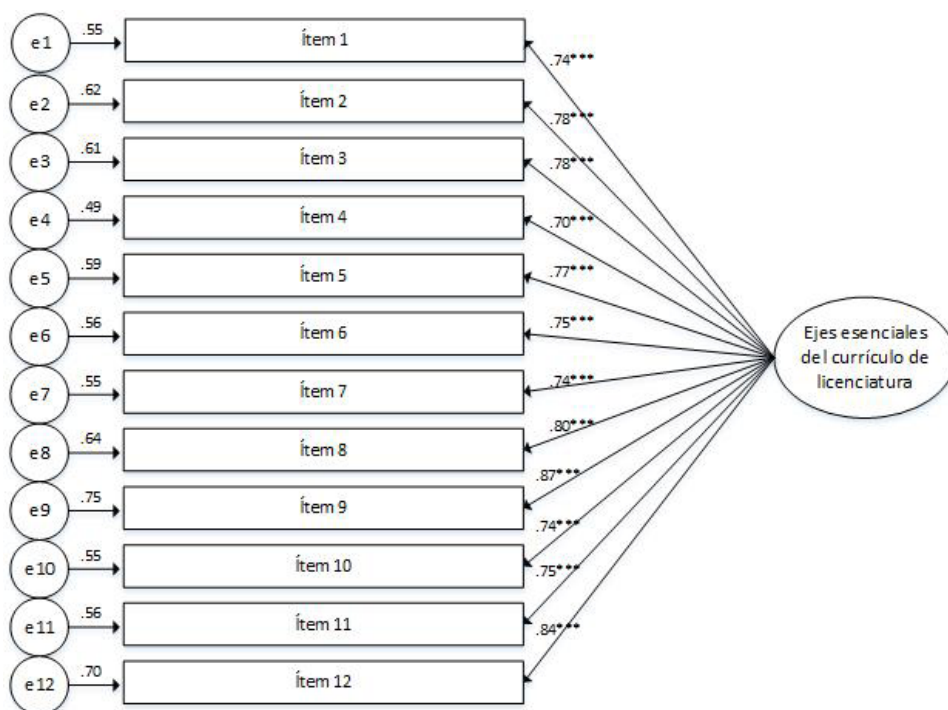 e1 .55 Ítem 1 .74***
e2 .62 Ítem 2 .78***
e3 .61 Ítem 3 .78***
e4 .49 Ítem 4 .70***
e5 .59 Ítem 5 .77***
e6 .56 Ítem 6 .75***
e7 .55 Ítem 7 .74***
e8 .64 Ítem 8 .80***
e9 .75 Ítem 9 .87***
e10 .55 Ítem 10 .74***
e11 .56 Ítem 11 .75***
e12 .70 Ítem 12 .84***
Ejes esenciales
del currículo de
licenciatura